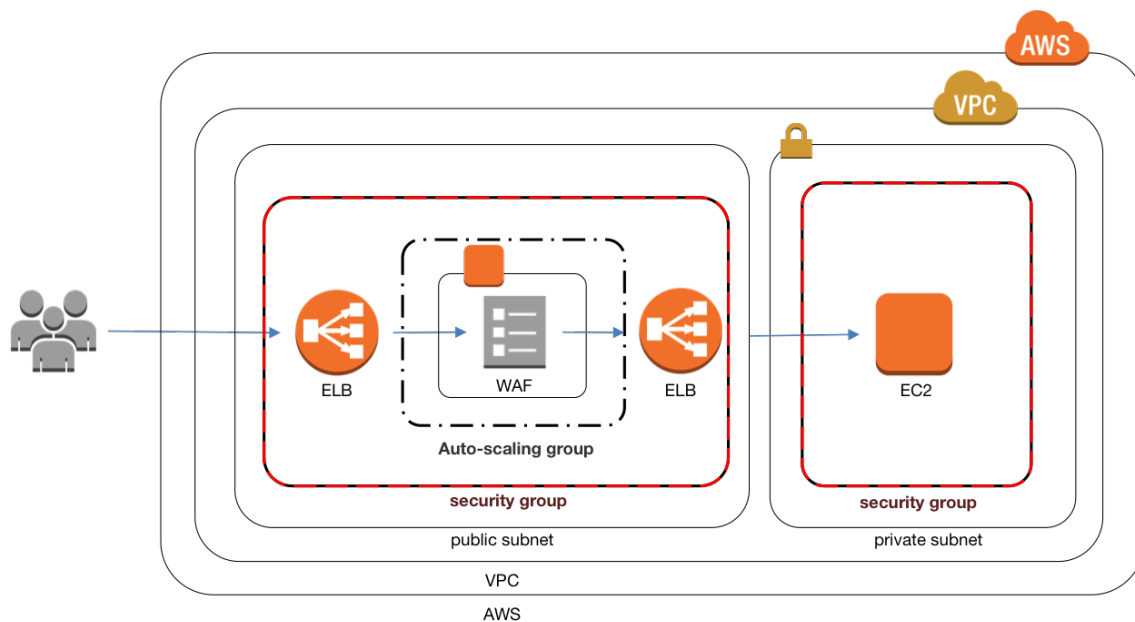 AWS
VPC
ELB
WAF
ELB
EC2
Auto-scaling group
security group
security group
public subnet
private subnet
VPC
AWS